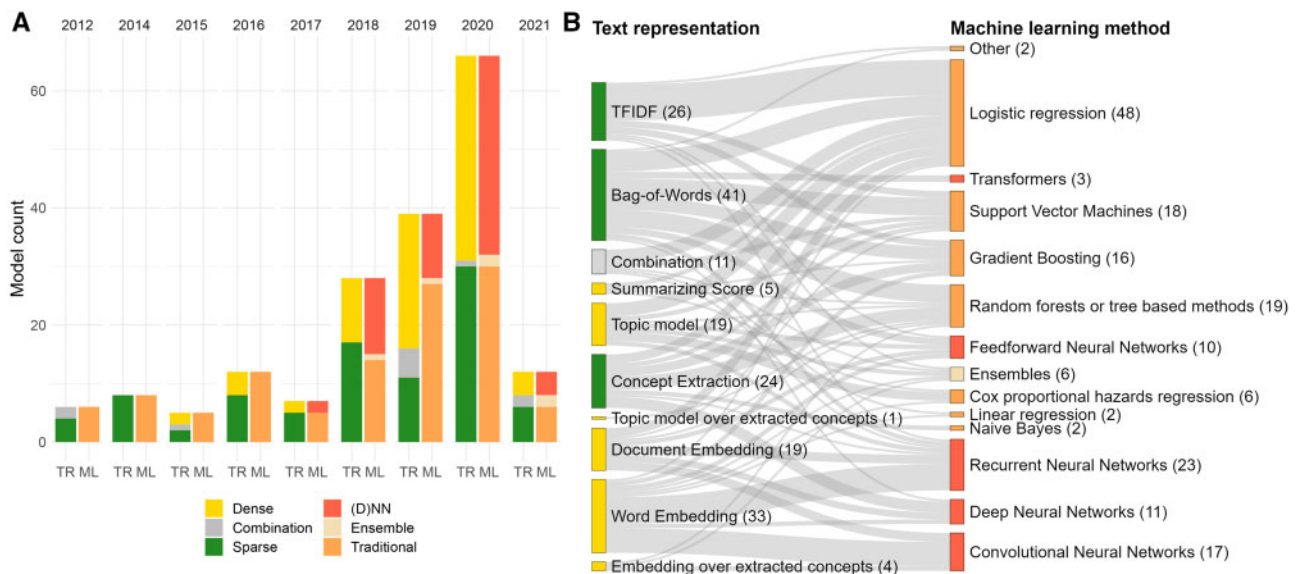 A
2012 2014 2015 2016 2017 2018 2019 2020 2021
Model count
60
40
20
0
TR ML TR ML TR ML TR ML TR ML TR ML TR ML TR ML TR ML
Dense
Combination
Sparse
(D)NN
Ensemble
Traditional
B
Text representation
TFIDF (26)
Bag-of-Words (41)
Combination (11)
Summarizing Score (5)
Topic model (19)
Concept Extraction (24)
Topic model over extracted concepts (1)
Document Embedding (19)
Word Embedding (33)
Embedding over extracted concepts (4)
Machine learning method
Other (2)
Logistic regression (48)
Transformers (3)
Support Vector Machines (18)
Gradient Boosting (16)
Random forests or tree based methods (19)
Feedforward Neural Networks (10)
Ensembles (6)
Cox proportional hazards regression (6)
Linear regression (2)
Naive Bayes (2)
Recurrent Neural Networks (23)
Deep Neural Networks (11)
Convolutional Neural Networks (17)